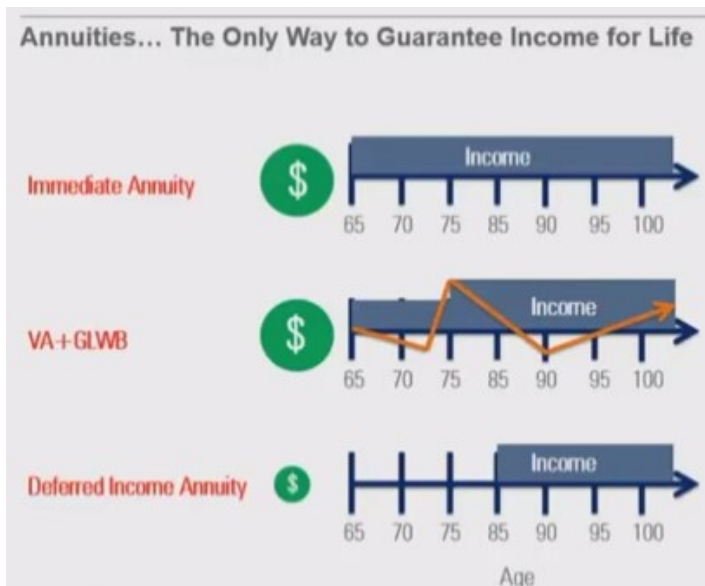 Annuities... The Only Way to Guarantee Income for Life
Immediate Annuity
$
Income
65 70 75 85 90 95 100
VA+GLWB
$
Income
65 70 75 85 90 95 100
Deferred Income Annuity
$
Income
65 70 75 85 90 95 100
Age